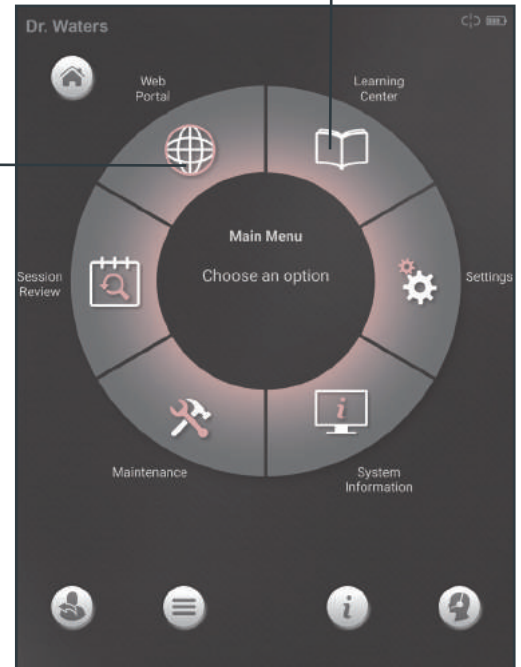 Dr. Waters
Web
Portal
Learning
Center
Main Menu
Choose an option
Session
Review
Settings
Maintenance
System
Information